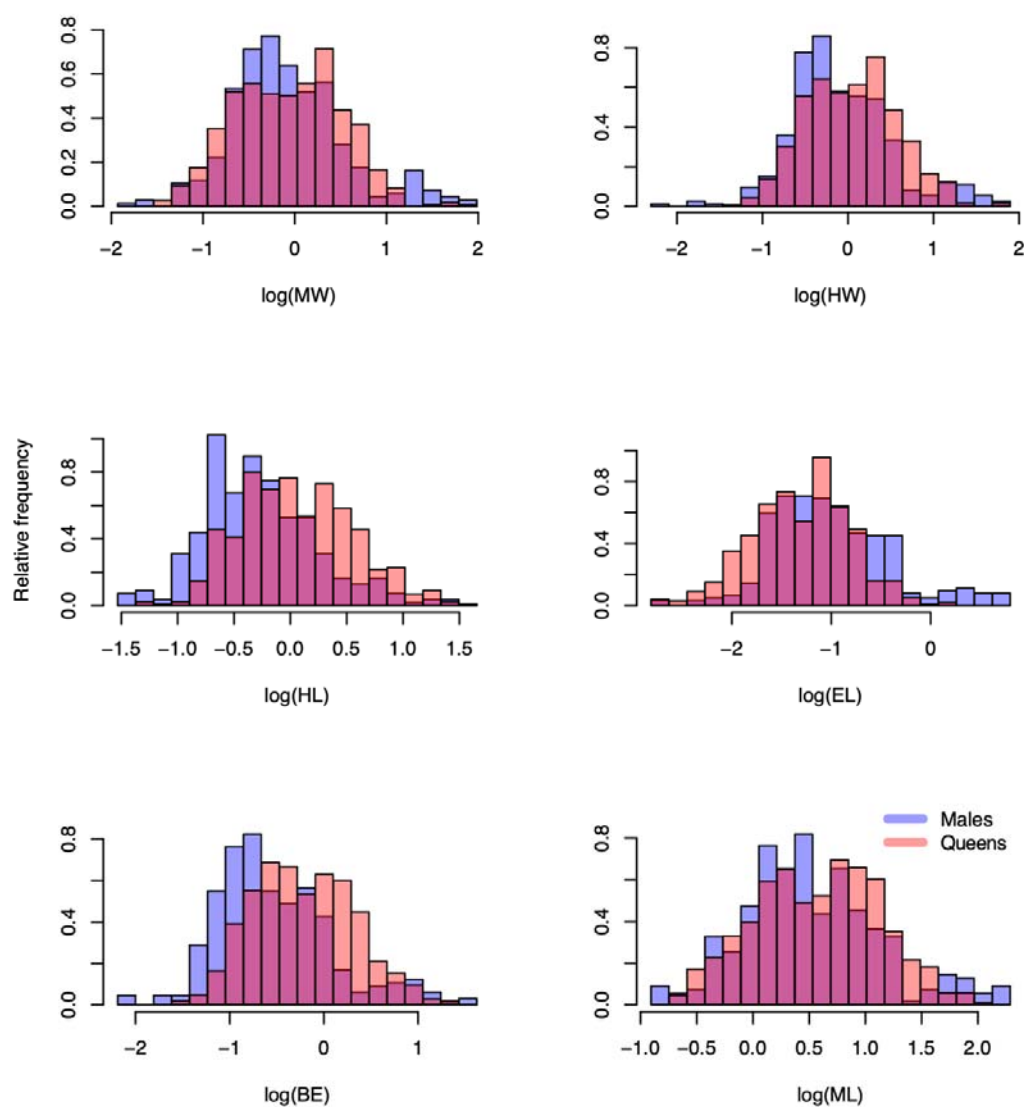 0.0 0.2 0.4 0.6 0.8
−2 −1 0 1 2
log(MW)
0.0 0.4 0.8
−2 −1 0 1 2
log(HW)
Relative frequency
0.0 0.4 0.8
−1.5 −1.0 −0.5 0.0 0.5 1.0 1.5
log(HL)
0.0 0.4 0.8
−2 −1 0
log(EL)
0.0 0.4 0.8
−2 −1 0 1
log(BE)
Males
Queens
0.0 0.4 0.8
−1.0 −0.5 0.0 0.5 1.0 1.5 2.0
log(ML)